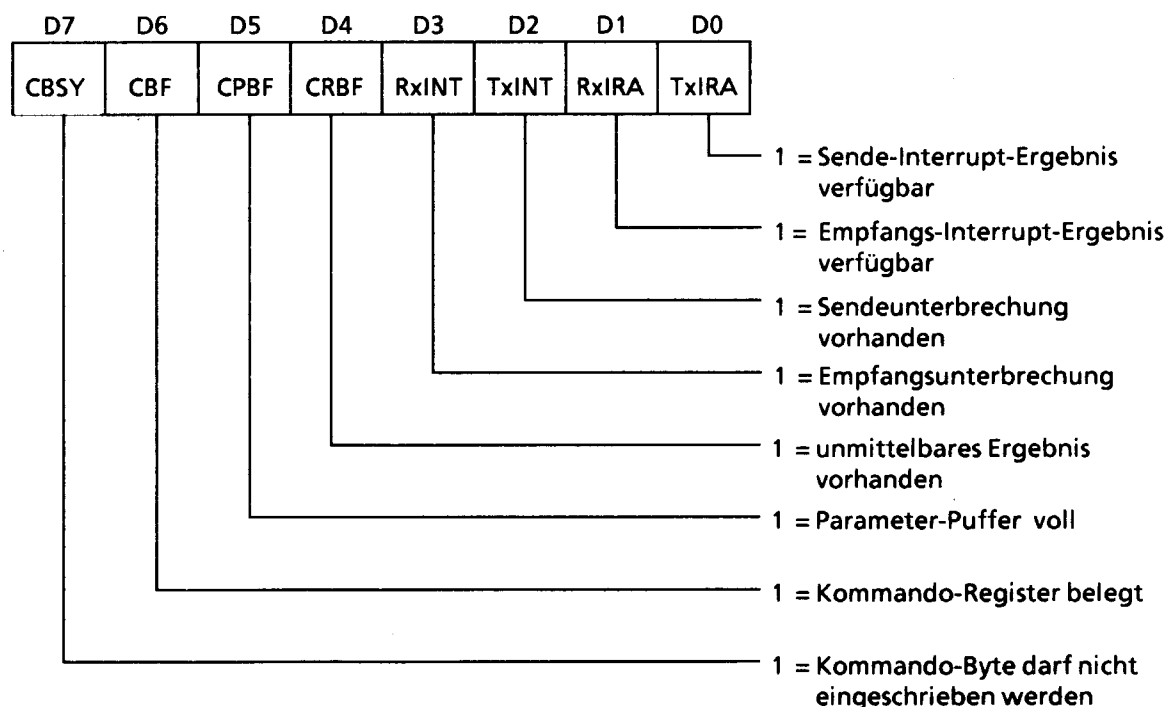 D7 D6 D5 D4 D3 D2 D1 D0
CBSY CBF CPBF CRBF RxINT TxINT RxIRA TxIRA
1 = Sende-Interrupt-Ergebnis
verfügbar
1 = Empfangs-Interrupt-Ergebnis
verfügbar
1 = Sendeunterbrechung
vorhanden
1 = Empfangsunterbrechung
vorhanden
1 = unmittelbares Ergebnis
vorhanden
1 = Parameter-Puffer voll
1 = Kommando-Register belegt
1 = Kommando-Byte darf nicht
eingeschrieben werden